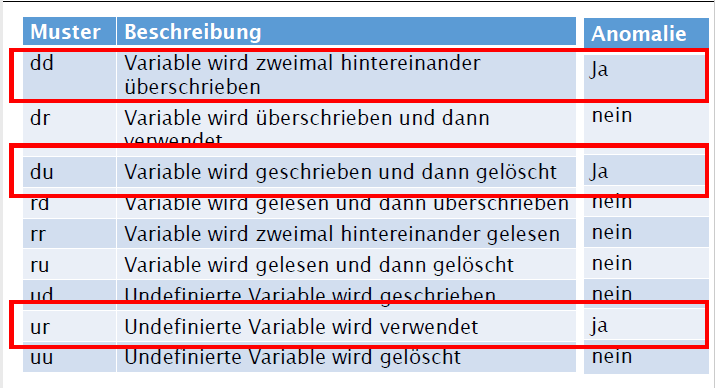 Muster Beschreibung Anomalie
dd Variable wird zweimal hintereinander Ja
überschrieben
dr Variable wird überschrieben und dann nein
verwendet
du Variable wird geschrieben und dann gelöscht Ja
rd Variable wird gelesen und dann überschrieben nein
rr Variable wird zweimal hintereinander gelesen nein
ru Variable wird gelesen und dann gelöscht nein
ud Undefinierte Variable wird geschrieben nein
ur Undefinierte Variable wird verwendet ja
uu Undefinierte Variable wird gelöscht nein